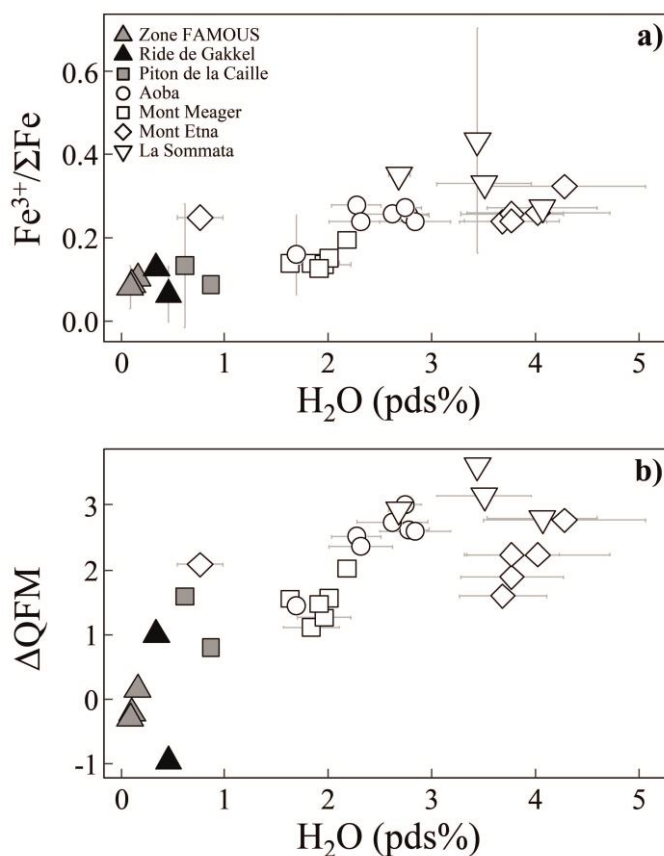 a)
Zone FAMOUS
Ride de Gakkel
Piton de la Caille
Aoba
Mont Meager
Mont Etna
La Sommata
Fe³⁺/ΣFe
0.6
0.4
0.2
0.0
0 1 2 3 4 5
H₂O (pds%)
b)
ΔQFM
3
2
1
0
-1
0 1 2 3 4 5
H₂O (pds%)